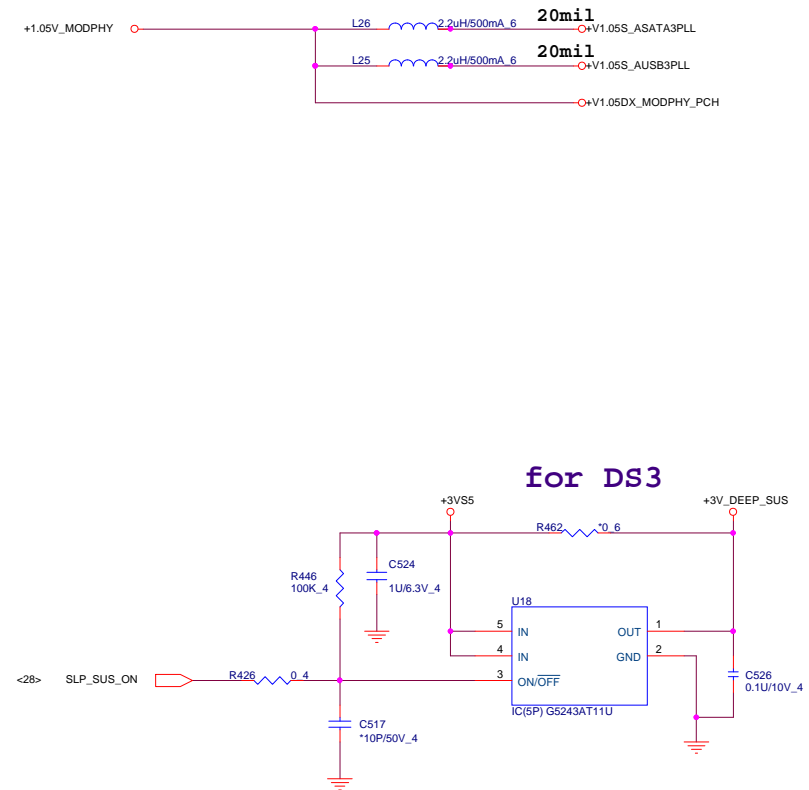 20mil
+1.05V_MODPHY
L26
2.2uH/500mA_6
+V1.05S_ASATA3PLL
20mil
L25
2.2uH/500mA_6
+V1.05S_AUSB3PLL
+V1.05DX_MODPHY_PCH
for DS3
+3VS5
+3V_DEEP_SUS
R462
*0_6
C524
1U/6.3V_4
R446
100K_4
U18
5
IN
OUT
1
4
IN
GND
2
3
ON/OFF
IC(5P) G5243AT11U
<28>
SLP_SUS_ON
R426
0_4
C526
0.1U/10V_4
C517
*10P/50V_4